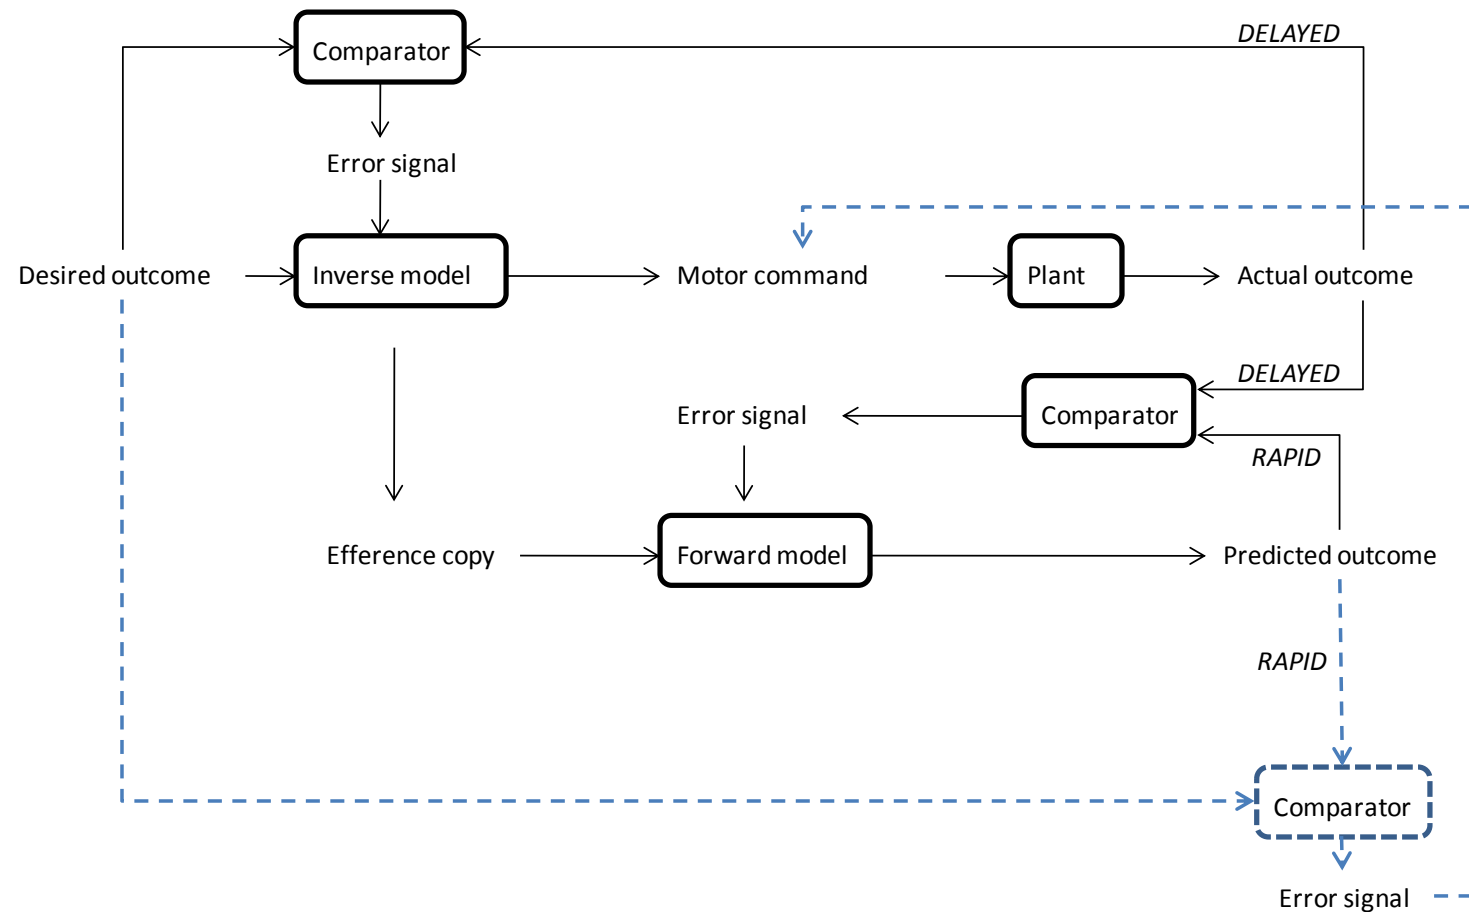 DELAYED
Comparator
Error signal
Desired outcome
Inverse model
Motor command
Plant
Actual outcome
DELAYED
Error signal
Comparator
RAPID
Efference copy
Forward model
Predicted outcome
RAPID
Comparator
Error signal